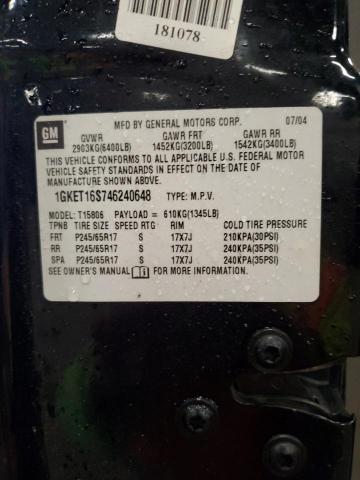 181078
GM
MFD BY GENERAL MOTORS CORP. 07/04
GVWR GAWR FRT GAWR RR
2903KG(6400LB) 1452KG(3200LB) 1542KG(3400LB)
THIS VEHICLE CONFORMS TO ALL APPLICABLE U.S. FEDERAL MOTOR
VEHICLE SAFETY STANDARDS IN EFFECT ON THE DATE OF
MANUFACTURE SHOWN ABOVE.
1GKET16S746240648 TYPE: M.P.V.
MODEL: T15806 PAYLOAD = 610KG(1345LB)
TPNB TIRE SIZE SPEED RTG RIM COLD TIRE PRESSURE
FRT P245/65R17 S 17X7J 210KPA(30PSI)
RR P245/65R17 S 17X7J 240KPA(35PSI)
SPA P245/65R17 S 17X7J 240KPA(35PSI)
SEE OWNER'S MANUAL